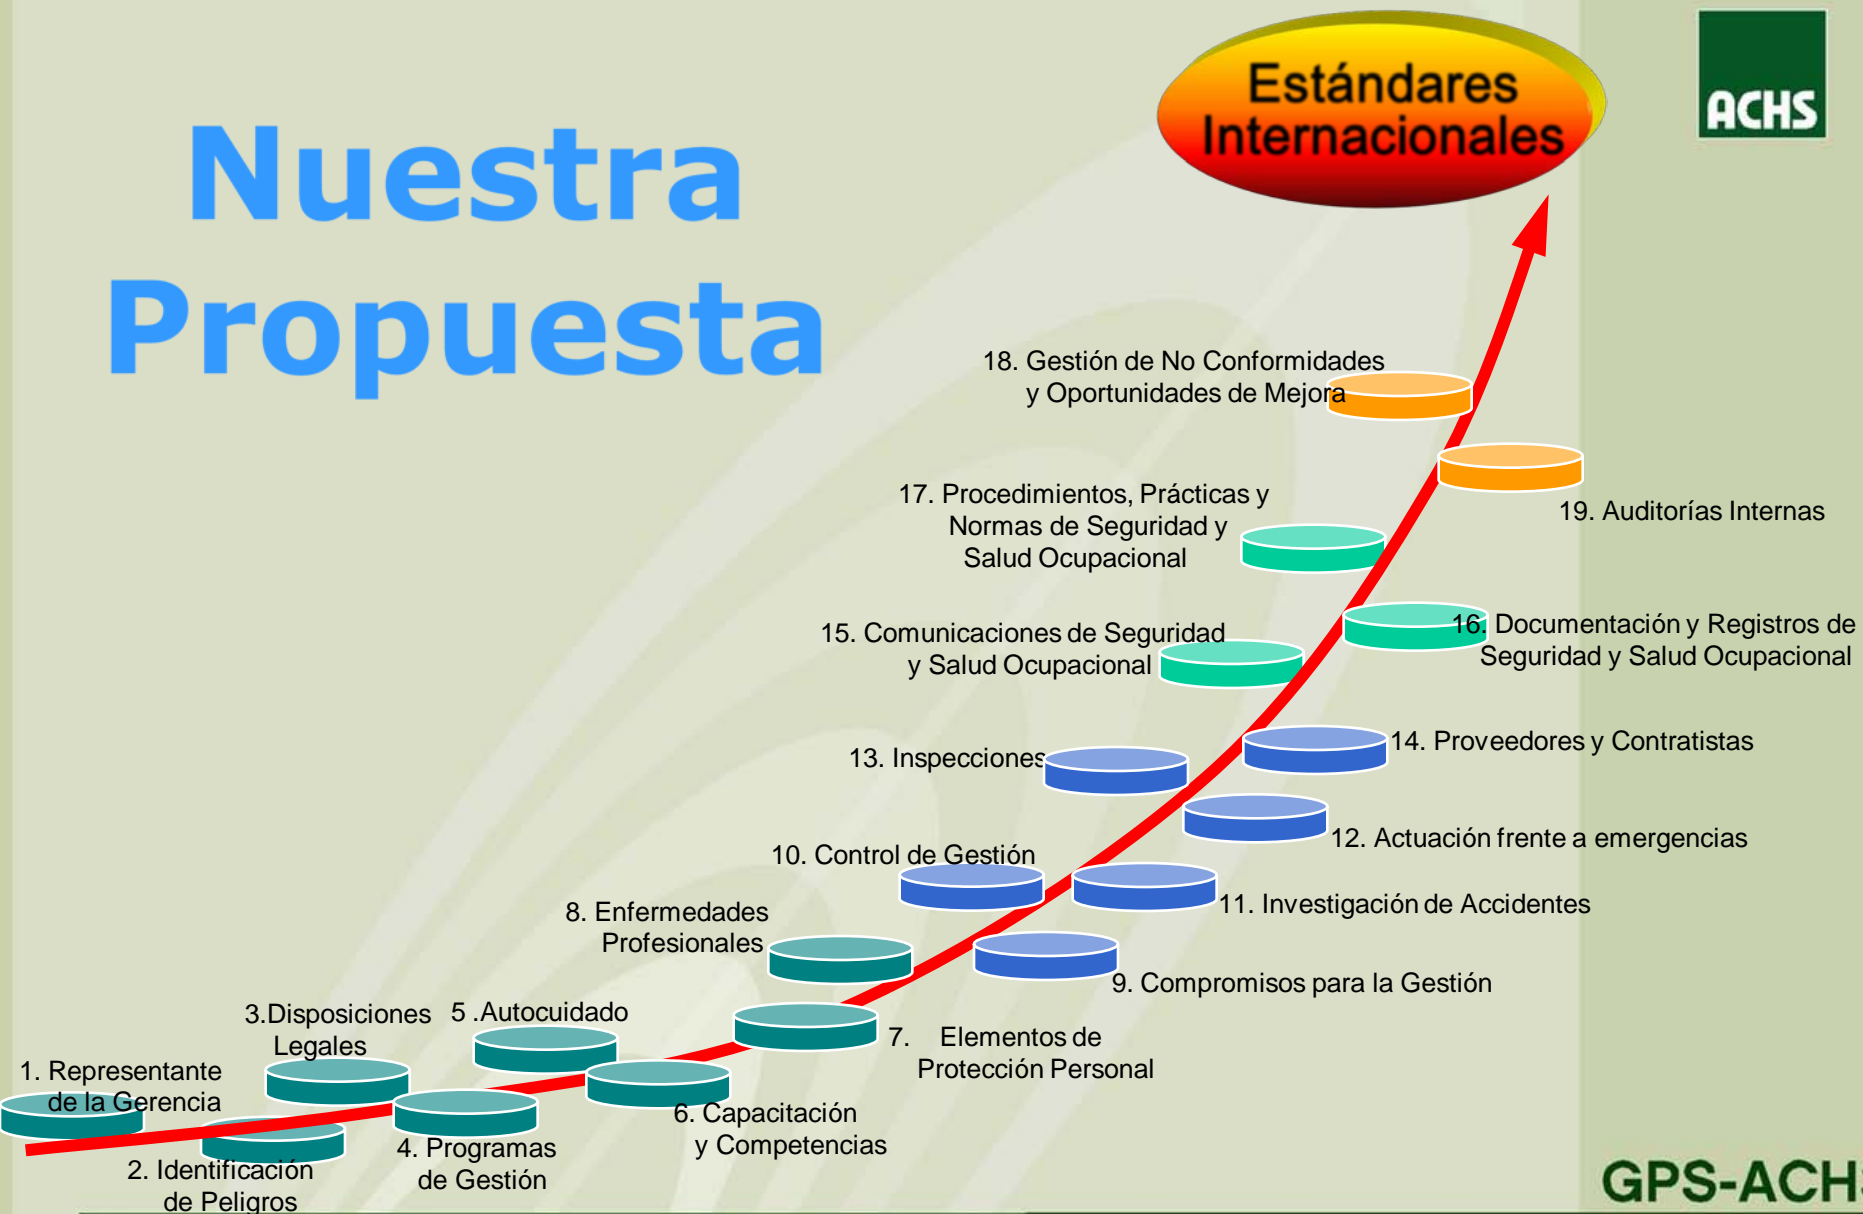 Nuestra
Propuesta
Estándares
Internacionales
ACHS
18. Gestión de No Conformidades
y Oportunidades de Mejora
19. Auditorías Internas
17. Procedimientos, Prácticas y
Normas de Seguridad y
Salud Ocupacional
16. Documentación y Registros de
Seguridad y Salud Ocupacional
15. Comunicaciones de Seguridad
y Salud Ocupacional
14. Proveedores y Contratistas
13. Inspecciones
12. Actuación frente a emergencias
10. Control de Gestión
11. Investigación de Accidentes
8. Enfermedades
Profesionales
9. Compromisos para la Gestión
7. Elementos de
Protección Personal
5 .Autocuidado
6. Capacitación
y Competencias
3.Disposiciones
Legales
4. Programas
de Gestión
1. Representante
de la Gerencia
2. Identificación
de Peligros
GPS-ACHS